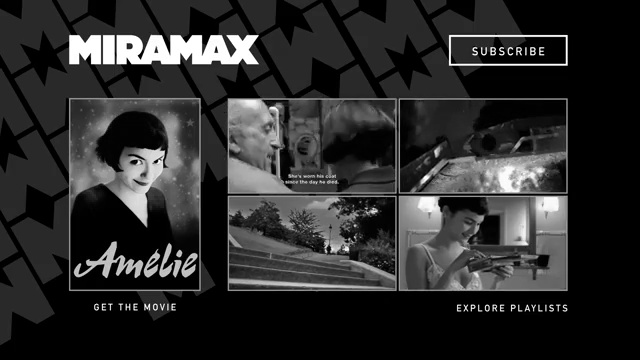 MIRAMAX
SUBSCRIBE
She's worn his coat
since the day he died.
Amélie
GET THE MOVIE
EXPLORE PLAYLISTS